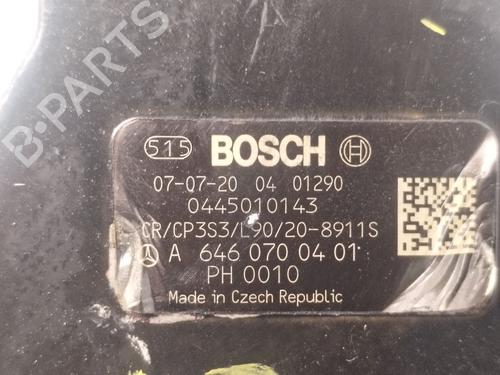 B-PARTS
515 BOSCH
07-07-20 04 01290
0445010143
CR/CP3S3/L90/20-8911S
A 646 070 04 01
PH 0010
Made in Czech Republic